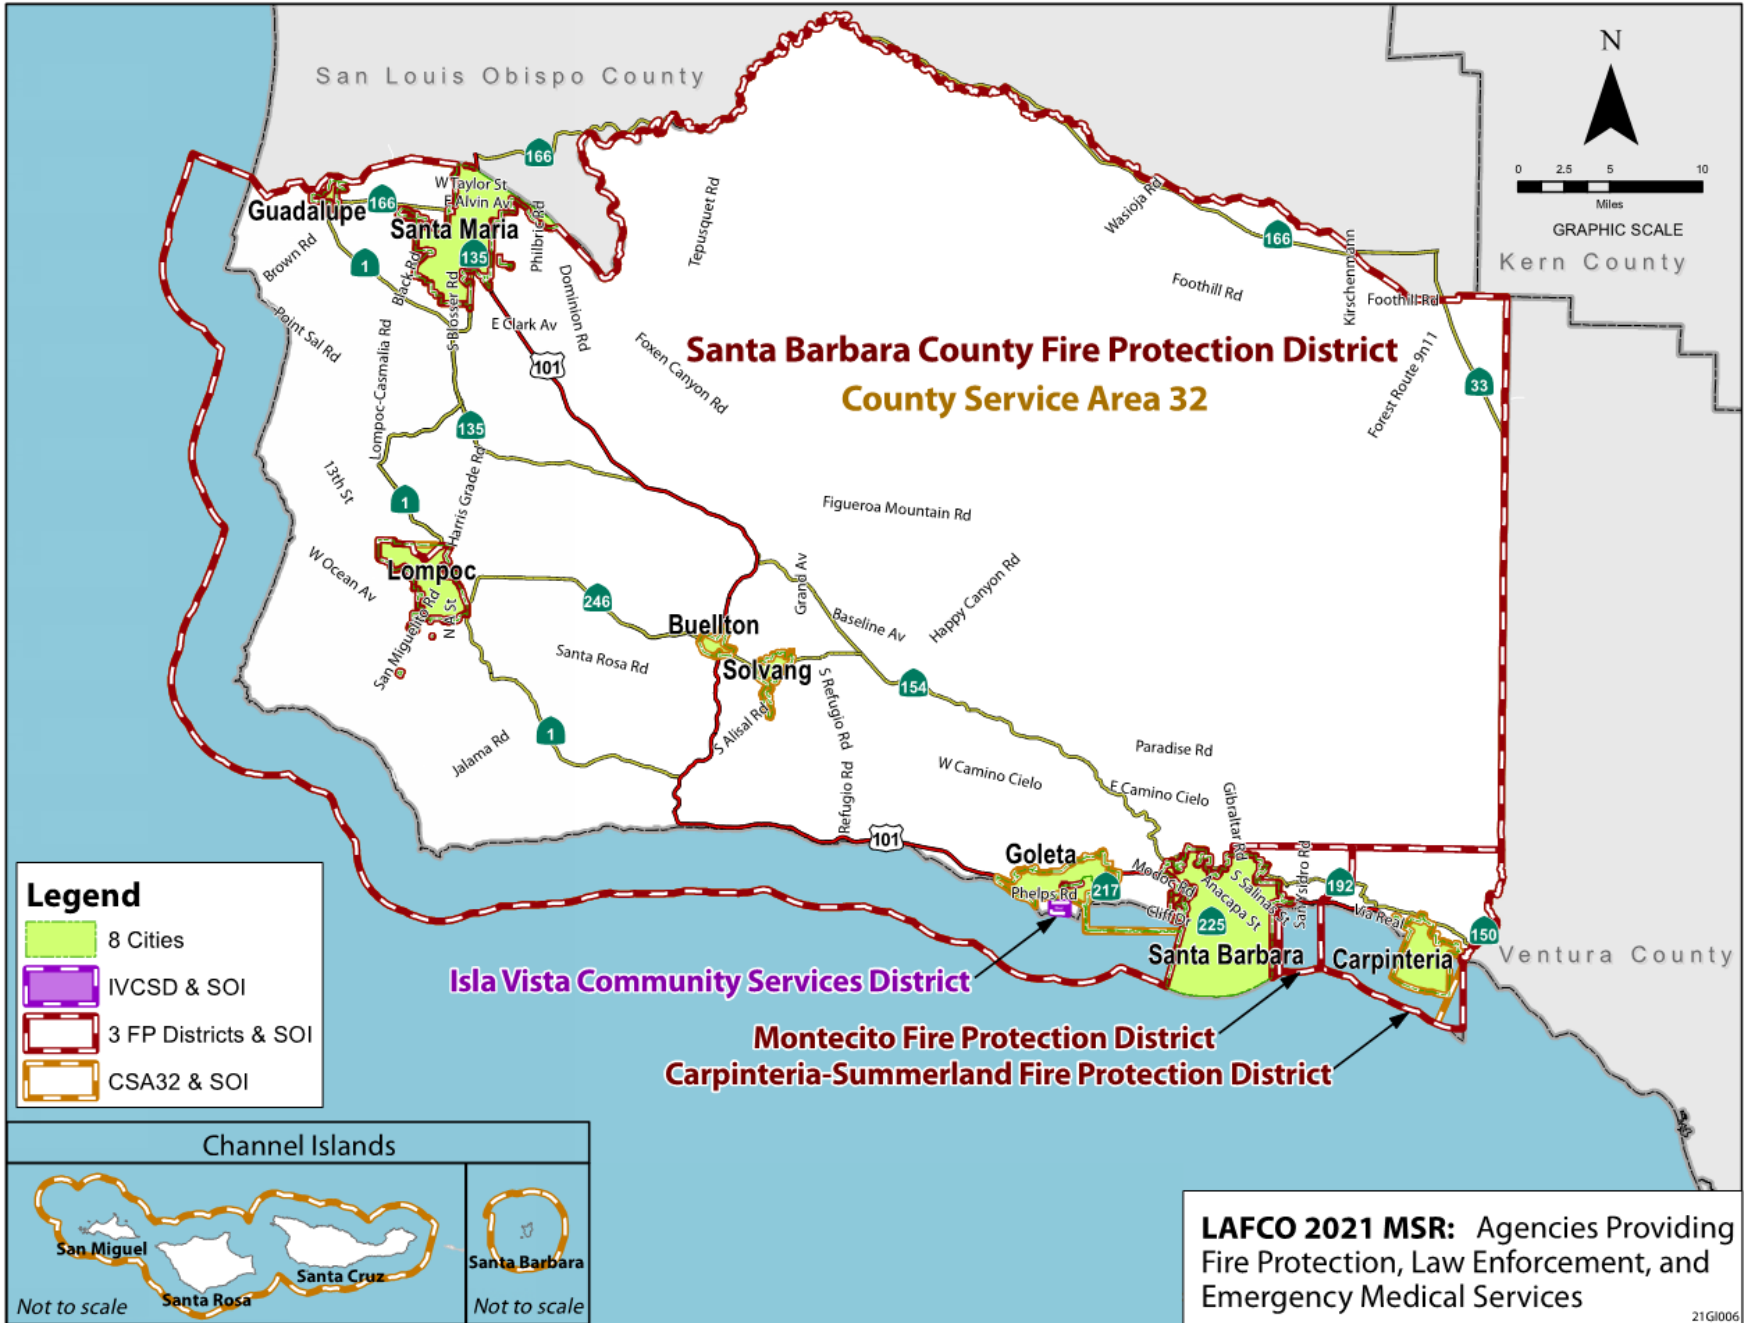 San Louis Obispo County
N
0 2.5 5 10
Miles
GRAPHIC SCALE
Kern County
166
W Taylor St
E Alvin Av
166
Guadalupe
Santa Maria
Philbric Rd
Tepusquet Rd
Wasioja Rd
166
135
Brown Rd
1
Black Rd
Dominion Rd
Foothill Rd
Kirschenmann
Foothill Rd
Point Sal Rd
Lompoc-Casmalia Rd
S Blosser Rd
E Clark Av
101
Foxen Canyon Rd
Santa Barbara County Fire Protection District
County Service Area 32
Forest Route 9n11
33
135
13th St
Harris Grade Rd
1
Figueroa Mountain Rd
W Ocean Av
Lompoc
246
Grand Av
Baseline Av
Happy Canyon Rd
San Miguelito Rd
N A St
Buellton
Santa Rosa Rd
Solvang
154
S Refugio Rd
S Alisal Rd
1
Jalama Rd
Paradise Rd
W Camino Cielo
E Camino Cielo
Refugio Rd
Gibraltar Rd
101
Goleta
Modoc Rd
San Ysidro Rd
192
Phelps Rd
217
S Salinas St
Anacapa St
Cliff Dr
225
Via Real
150
Santa Barbara
Carpinteria
Ventura County
Isla Vista Community Services District
Montecito Fire Protection District
Carpinteria-Summerland Fire Protection District
Legend
8 Cities
IVCSD & SOI
3 FP Districts & SOI
CSA32 & SOI
Channel Islands
San Miguel
Santa Rosa
Santa Cruz
Not to scale
Santa Barbara
Not to scale
LAFCO 2021 MSR: Agencies Providing
Fire Protection, Law Enforcement, and
Emergency Medical Services
21GI006